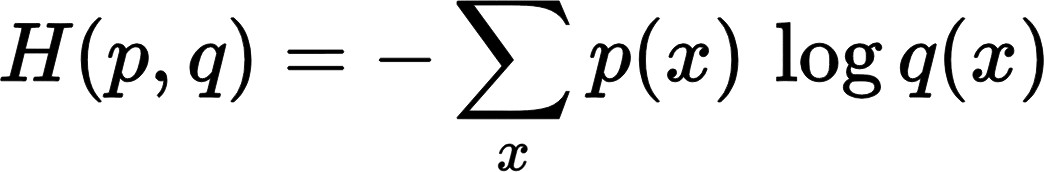 H(p, q) = −∑ₓ p(x) log q(x)